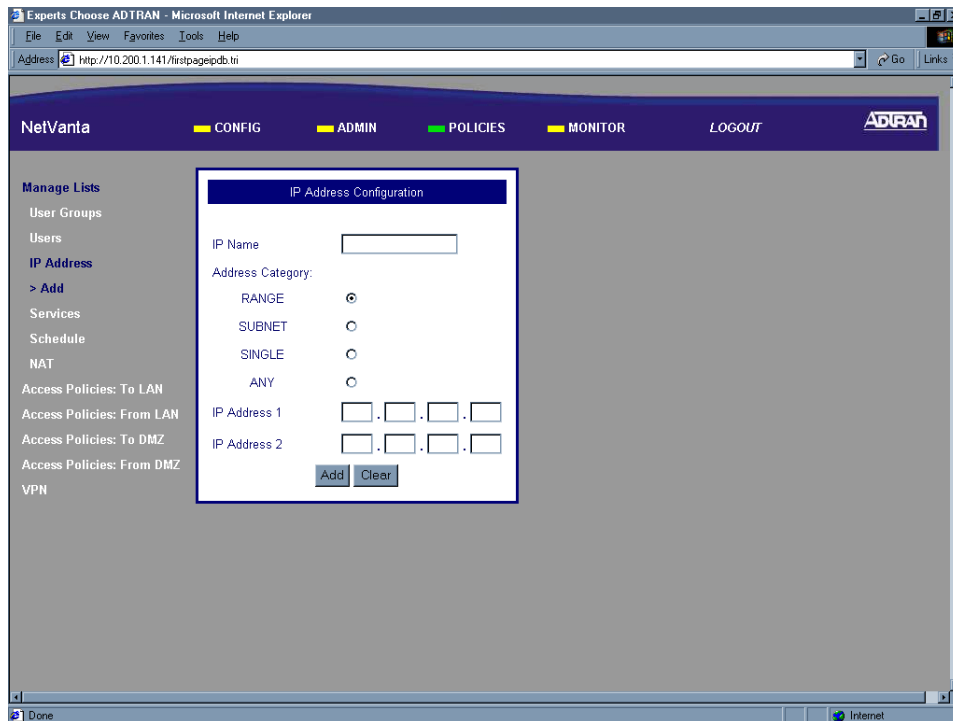 Experts Choose ADTRAN - Microsoft Internet Explorer
File Edit View Favorites Tools Help
Address http://10.200.1.141/firstpageipdb.tri Go Links
NetVanta CONFIG ADMIN POLICIES MONITOR LOGOUT ADTRAN
Manage Lists
User Groups
Users
IP Address
> Add
Services
Schedule
NAT
Access Policies: To LAN
Access Policies: From LAN
Access Policies: To DMZ
Access Policies: From DMZ
VPN
IP Address Configuration
IP Name
Address Category:
RANGE
SUBNET
SINGLE
ANY
IP Address 1 . . .
IP Address 2 . . .
Add Clear
Done Internet